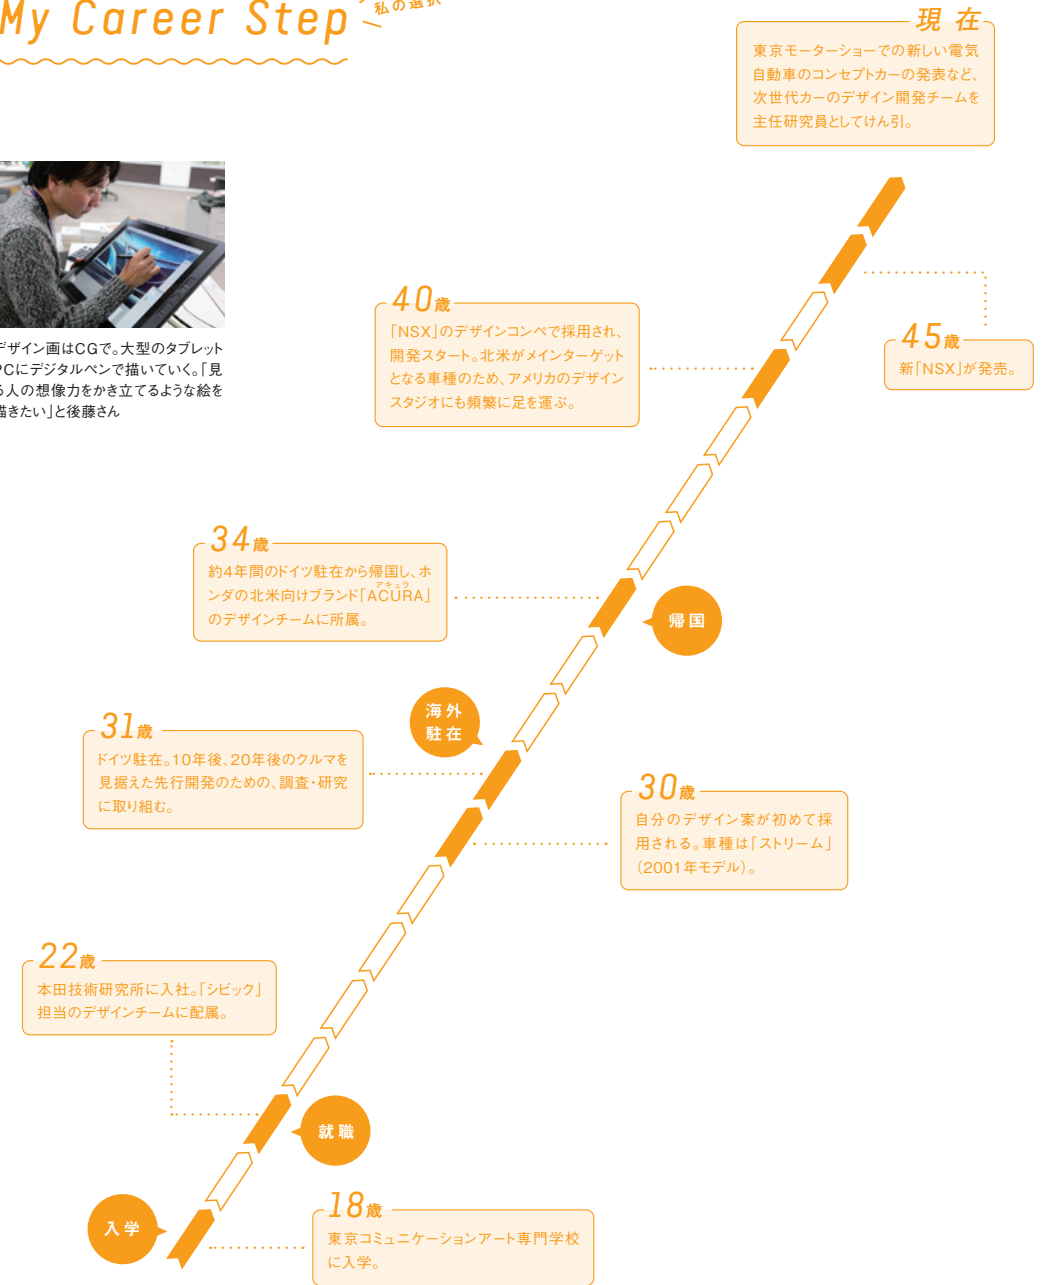 My Career Step
私の選択
現在
東京モーターショーでの新しい電気
自動車のコンセプトカーの発表など、
次世代カーのデザイン開発チームを
主任研究員としてけん引。
デザイン画はCGで。大型のタブレット
PCにデジタルペンで描いていく。「見
る人の想像力をかき立てるような絵を
描きたい」と後藤さん
40歳
「NSX」のデザインコンペで採用され、
開発スタート。北米がメインターゲット
となる車種のため、アメリカのデザイン
スタジオにも頻繁に足を運ぶ。
45歳
新「NSX」が発売。
34歳
約4年間のドイツ駐在から帰国し、ホ
アキュラ
ンダの北米向けブランド「ACURA」
のデザインチームに所属。
帰国
海外
駐在
31歳
ドイツ駐在。10年後、20年後のクルマを
見据えた先行開発のための、調査・研究
に取り組む。
30歳
自分のデザイン案が初めて採
用される。車種は「ストリーム」
(2001年モデル)。
22歳
本田技術研究所に入社。「シビック」
担当のデザインチームに配属。
就職
入学
18歳
東京コミュニケーションアート専門学校
に入学。